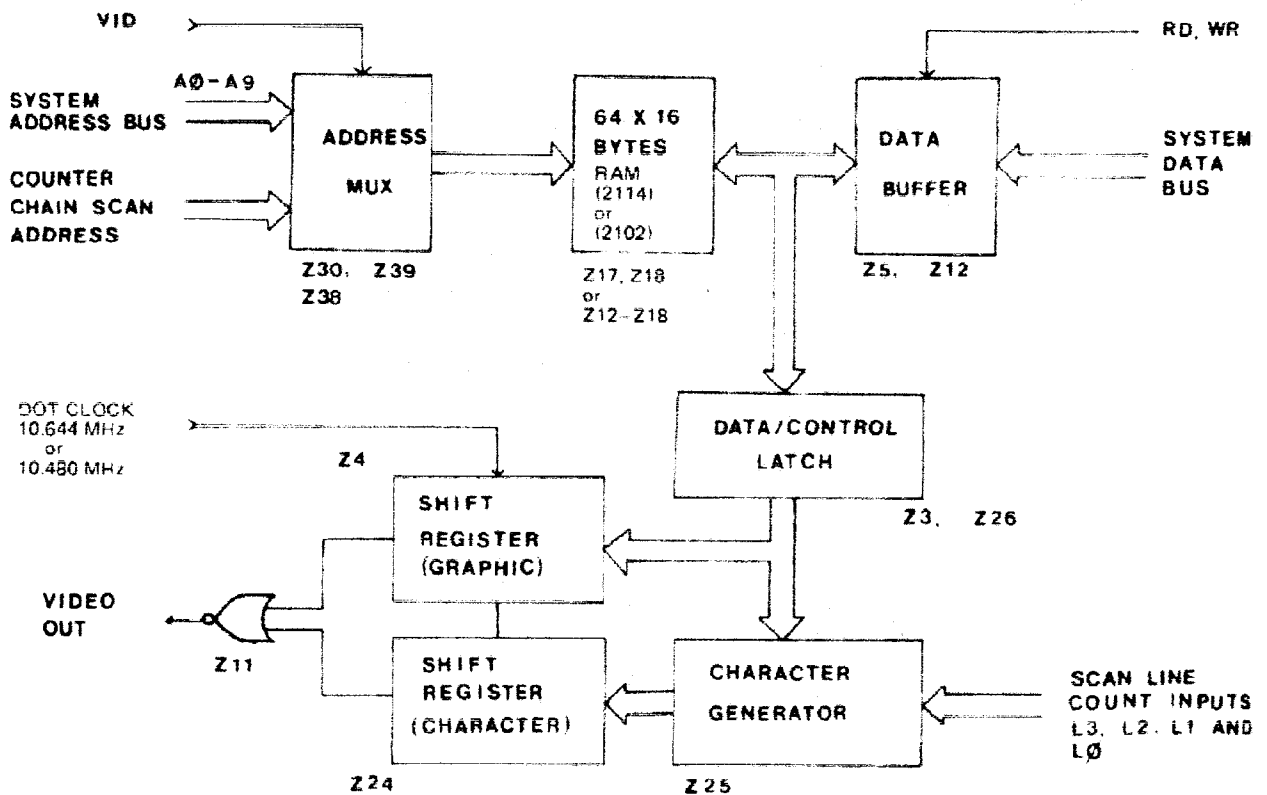 VID
RD, WR
AØ-A9
SYSTEM
ADDRESS BUS
ADDRESS
MUX
64 X 16
BYTES
RAM
(2114)
or
(2102)
DATA
BUFFER
SYSTEM
DATA
BUS
COUNTER
CHAIN SCAN
ADDRESS
Z30, Z39
Z38
Z17, Z18
or
Z12-Z18
Z5, Z12
DOT CLOCK
10.644 MHz
or
10.480 MHz
Z4
DATA/CONTROL
LATCH
Z3, Z26
SHIFT
REGISTER
(GRAPHIC)
VIDEO
OUT
Z11
SHIFT
REGISTER
(CHARACTER)
Z24
CHARACTER
GENERATOR
Z25
SCAN LINE
COUNT INPUTS
L3, L2, L1 AND
LØ